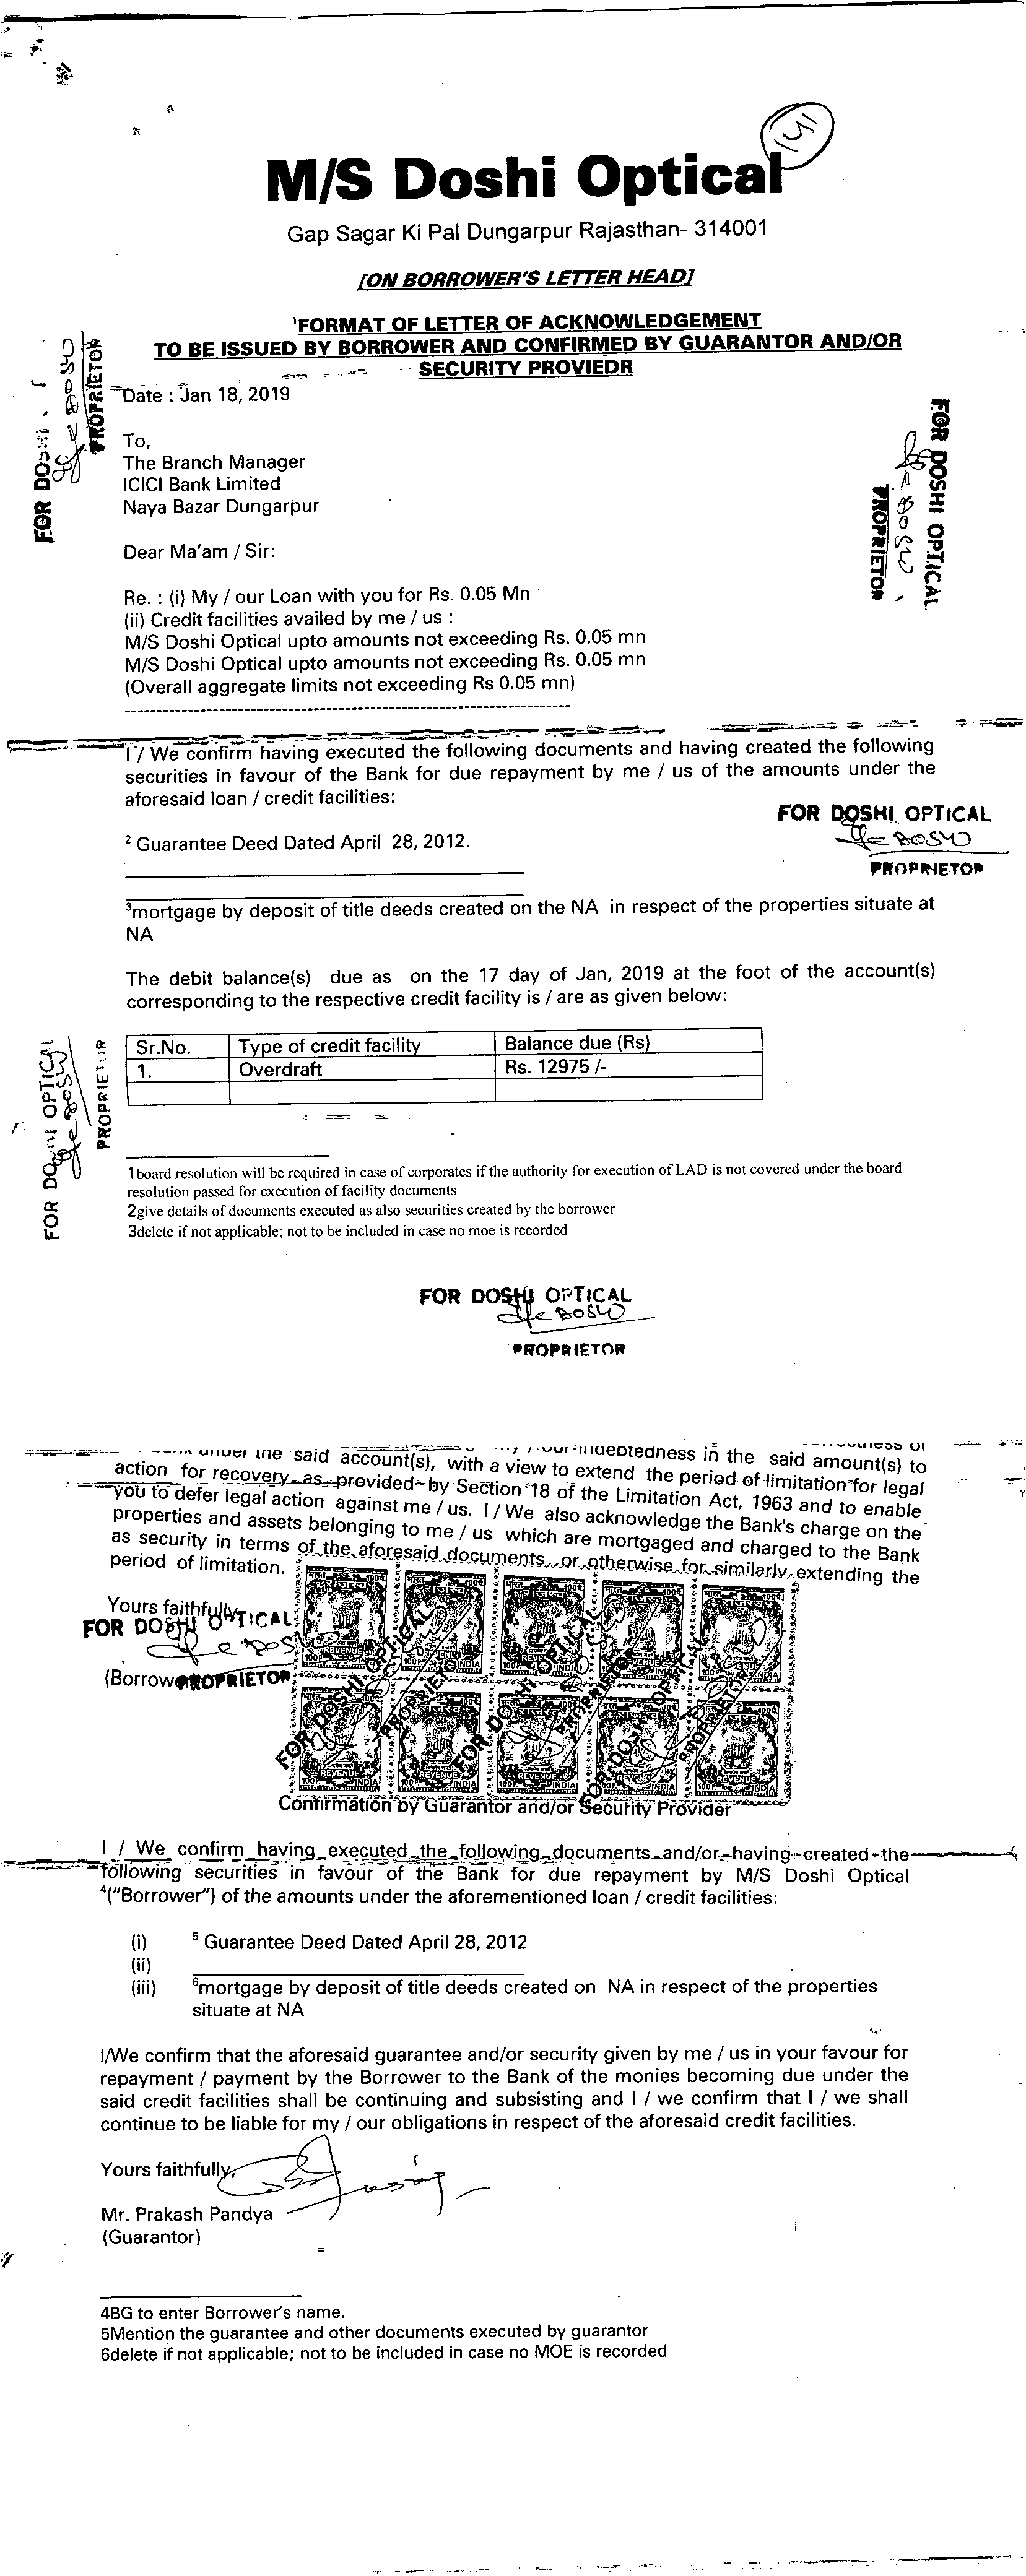 151
M/S Doshi Optical
Gap Sagar Ki Pal Dungarpur Rajasthan- 314001
[ON BORROWER'S LETTER HEAD]
1FORMAT OF LETTER OF ACKNOWLEDGEMENT
TO BE ISSUED BY BORROWER AND CONFIRMED BY GUARANTOR AND/OR
SECURITY PROVIEDR
Date : Jan 18, 2019
To,
The Branch Manager
ICICI Bank Limited
Naya Bazar Dungarpur
FOR DOSHI
PROPRIETOR
FOR DOSHI OPTICAL
PROPRIETOR
Dear Ma'am / Sir:
Re. : (i) My / our Loan with you for Rs. 0.05 Mn
(ii) Credit facilities availed by me / us :
M/S Doshi Optical upto amounts not exceeding Rs. 0.05 mn
M/S Doshi Optical upto amounts not exceeding Rs. 0.05 mn
(Overall aggregate limits not exceeding Rs 0.05 mn)
I / We confirm having executed the following documents and having created the following
securities in favour of the Bank for due repayment by me / us of the amounts under the
aforesaid loan / credit facilities:
FOR DOSHI OPTICAL
PROPRIETOR
2 Guarantee Deed Dated April 28, 2012.
3mortgage by deposit of title deeds created on the NA in respect of the properties situate at
NA
The debit balance(s) due as on the 17 day of Jan, 2019 at the foot of the account(s)
corresponding to the respective credit facility is / are as given below:
Sr.No. Type of credit facility Balance due (Rs)
1. Overdraft Rs. 12975 /-
FOR DOSHI OPTICAL
PROPRIETOR
1board resolution will be required in case of corporates if the authority for execution of LAD is not covered under the board
resolution passed for execution of facility documents
2give details of documents executed as also securities created by the borrower
3delete if not applicable; not to be included in case no moe is recorded
FOR DOSHI OPTICAL
PROPRIETOR
under the said account(s), with a view to extend the period of limitation for legal
indebtedness in the said amount(s) to
action for recovery as provided by Section 18 of the Limitation Act, 1963 and to enable
you to defer legal action against me / us. I / We also acknowledge the Bank's charge on the
properties and assets belonging to me / us which are mortgaged and charged to the Bank
as security in terms of the aforesaid documents or otherwise for similarly extending the
period of limitation.
Yours faithfully,
FOR DOSHI OPTICAL
(Borrow
PROPRIETOR
REVENUE
INDIA
FOR DOSHI OPTICAL
PROPRIETOR
FOR DOSHI OPTICAL
PROPRIETOR
FOR DOSHI OPTICAL
PROPRIETOR
Confirmation by Guarantor and/or Security Provider
I / We confirm having executed the following documents and/or having created the
following securities in favour of the Bank for due repayment by M/S Doshi Optical
4("Borrower") of the amounts under the aforementioned loan / credit facilities:
(i) 5 Guarantee Deed Dated April 28, 2012
(ii)
(iii) 6mortgage by deposit of title deeds created on NA in respect of the properties
situate at NA
I/We confirm that the aforesaid guarantee and/or security given by me / us in your favour for
repayment / payment by the Borrower to the Bank of the monies becoming due under the
said credit facilities shall be continuing and subsisting and I / we confirm that I / we shall
continue to be liable for my / our obligations in respect of the aforesaid credit facilities.
Yours faithfully,
Mr. Prakash Pandya
(Guarantor)
4BG to enter Borrower's name.
5Mention the guarantee and other documents executed by guarantor
6delete if not applicable; not to be included in case no MOE is recorded